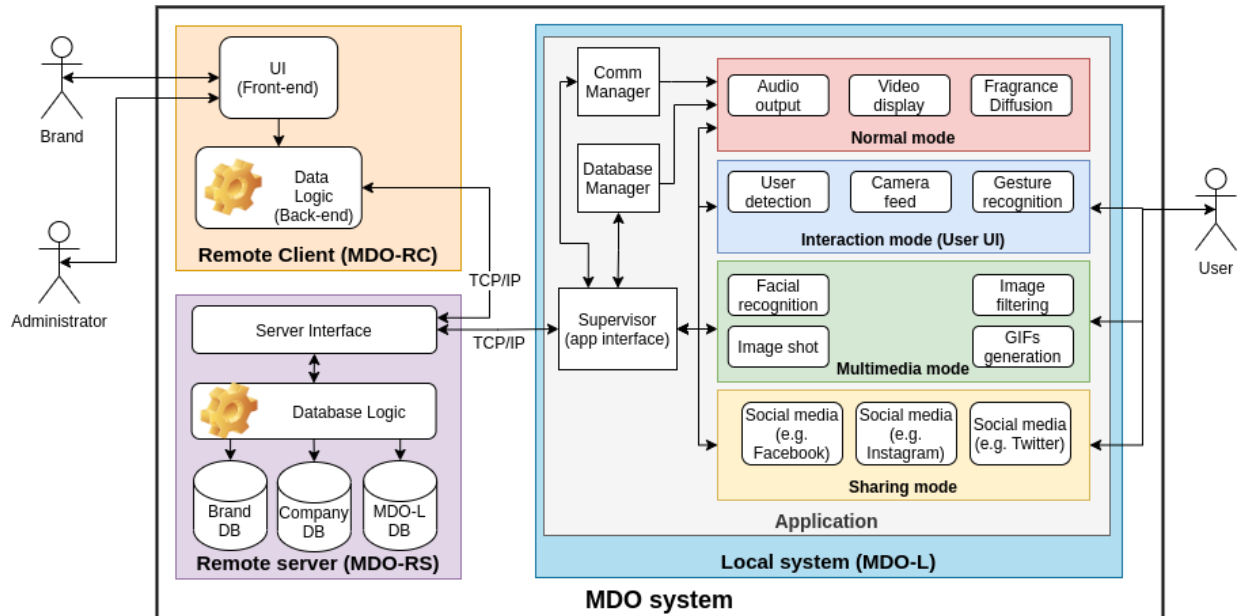 Brand
Administrator
UI
(Front-end)
Data
Logic
(Back-end)
Remote Client (MDO-RC)
TCP/IP
TCP/IP
Server Interface
Database Logic
Brand
DB
Company
DB
MDO-L
DB
Remote server (MDO-RS)
Comm
Manager
Database
Manager
Supervisor
(app interface)
Audio
output
Video
display
Fragrance
Diffusion
Normal mode
User
detection
Camera
feed
Gesture
recognition
Interaction mode (User UI)
Facial
recognition
Image
filtering
Image shot
GIFs
generation
Multimedia mode
Social media
(e.g.
Facebook)
Social media
(e.g.
Instagram)
Social media
(e.g. Twitter)
Sharing mode
Application
Local system (MDO-L)
User
MDO system